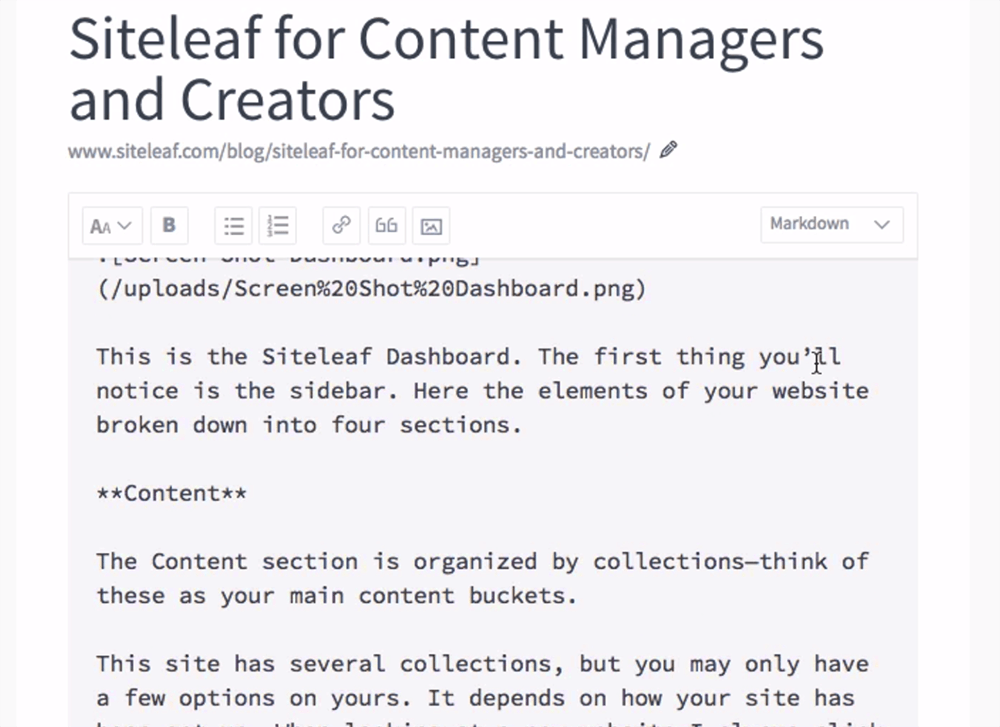 Siteleaf for Content Managers
and Creators
www.siteleaf.com/blog/siteleaf-for-content-managers-and-creators/
AA B Markdown
![Screen Shot Dashboard.png]
(/uploads/Screen%20Shot%20Dashboard.png)
This is the Siteleaf Dashboard. The first thing you’ll
notice is the sidebar. Here the elements of your website
broken down into four sections.
**Content**
The Content section is organized by collections—think of
these as your main content buckets.
This site has several collections, but you may only have
a few options on yours. It depends on how your site has